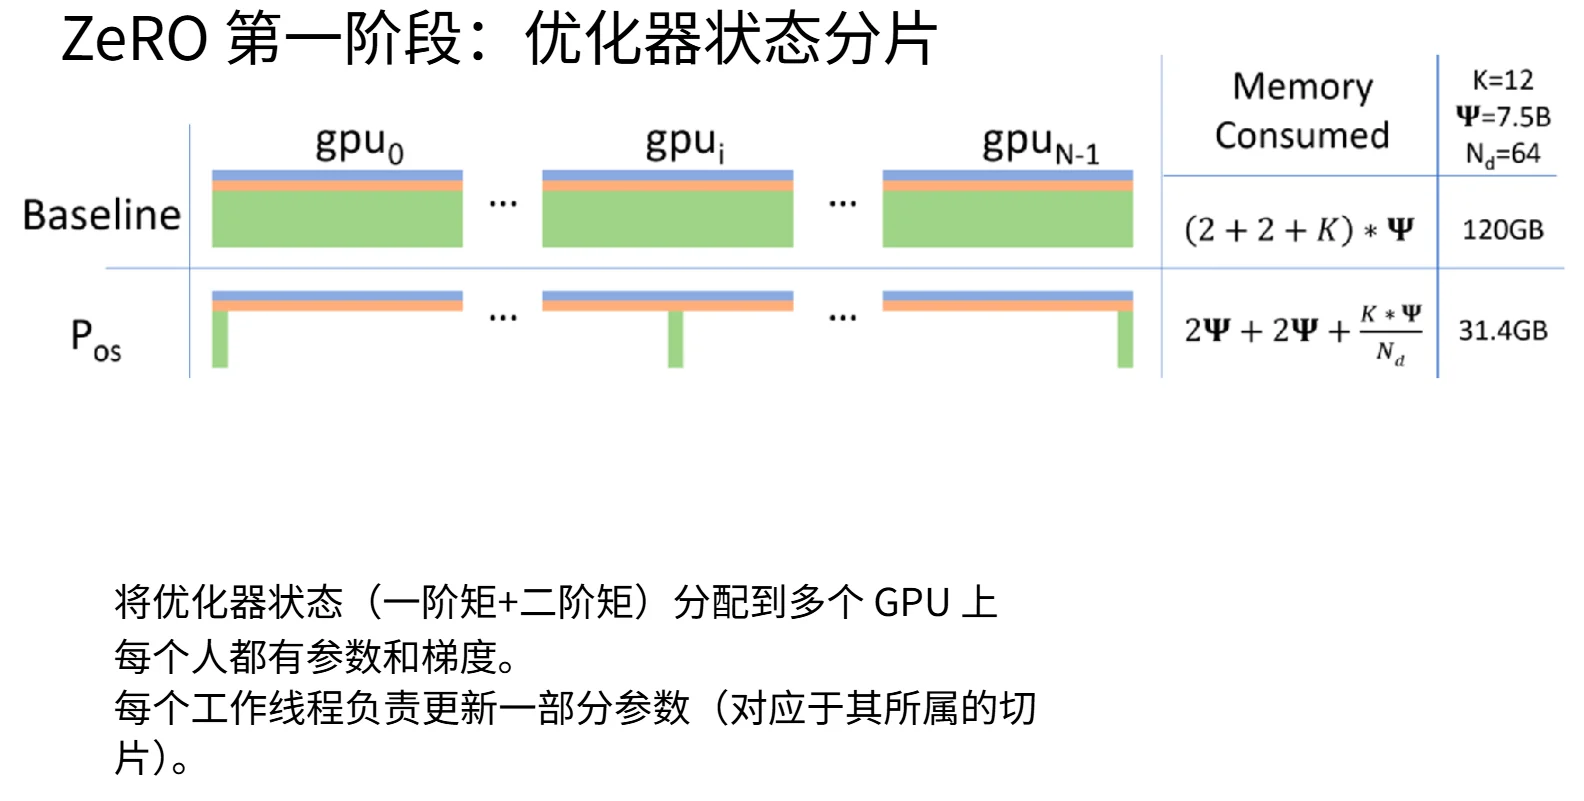 ZeRO 第一阶段：优化器状态分片
gpu₀ gpuᵢ gpu_{N-1}
Memory Consumed
K=12
Ψ=7.5B
N_d=64
Baseline ... ... (2 + 2 + K) ∗ Ψ 120GB
P_os ... ... 2Ψ + 2Ψ + K ∗ Ψ / N_d 31.4GB
将优化器状态（一阶矩+二阶矩）分配到多个 GPU 上
每个人都有参数和梯度。
每个工作线程负责更新一部分参数（对应于其所属的切
片）。